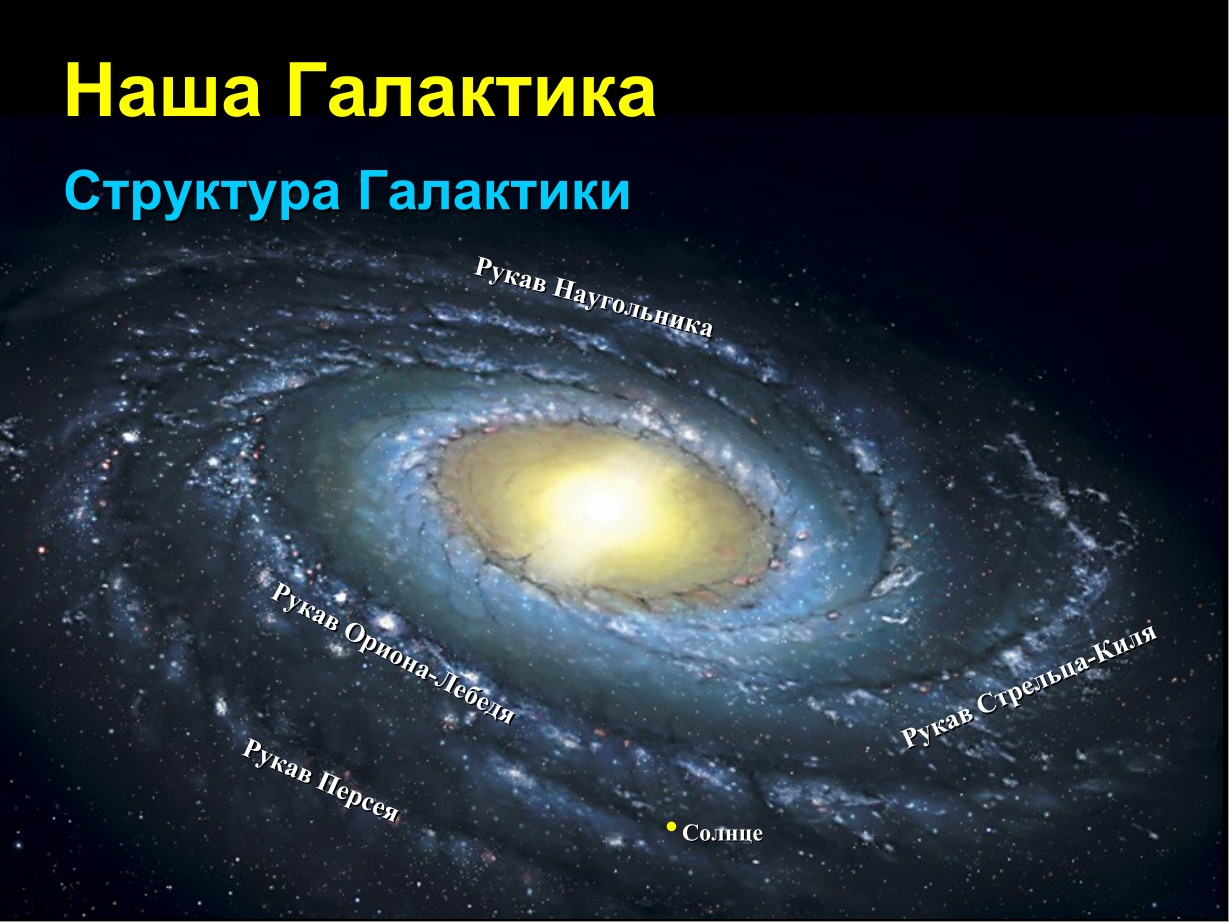 Наша Галактика
Структура Галактики
Рукав Наугольника
Рукав Ориона-Лебедя
Рукав Стрельца-Киля
Рукав Персея
Солнце